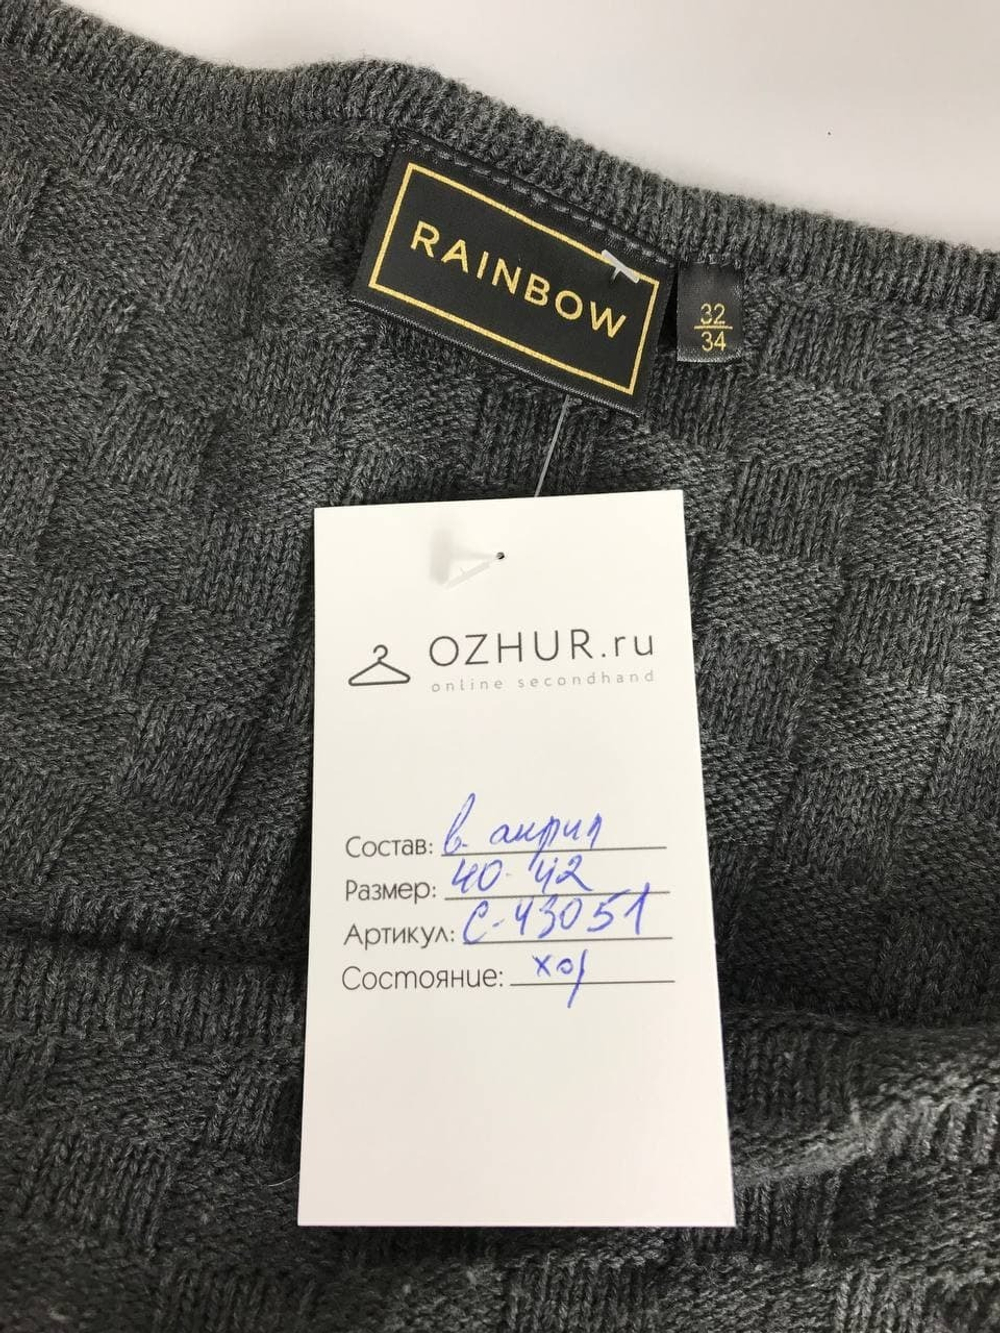 RAINBOW
32
34
OZHUR.ru
online secondhand
Состав: в. акрил
Размер: 40-42
Артикул: С-43051
Состояние: хор